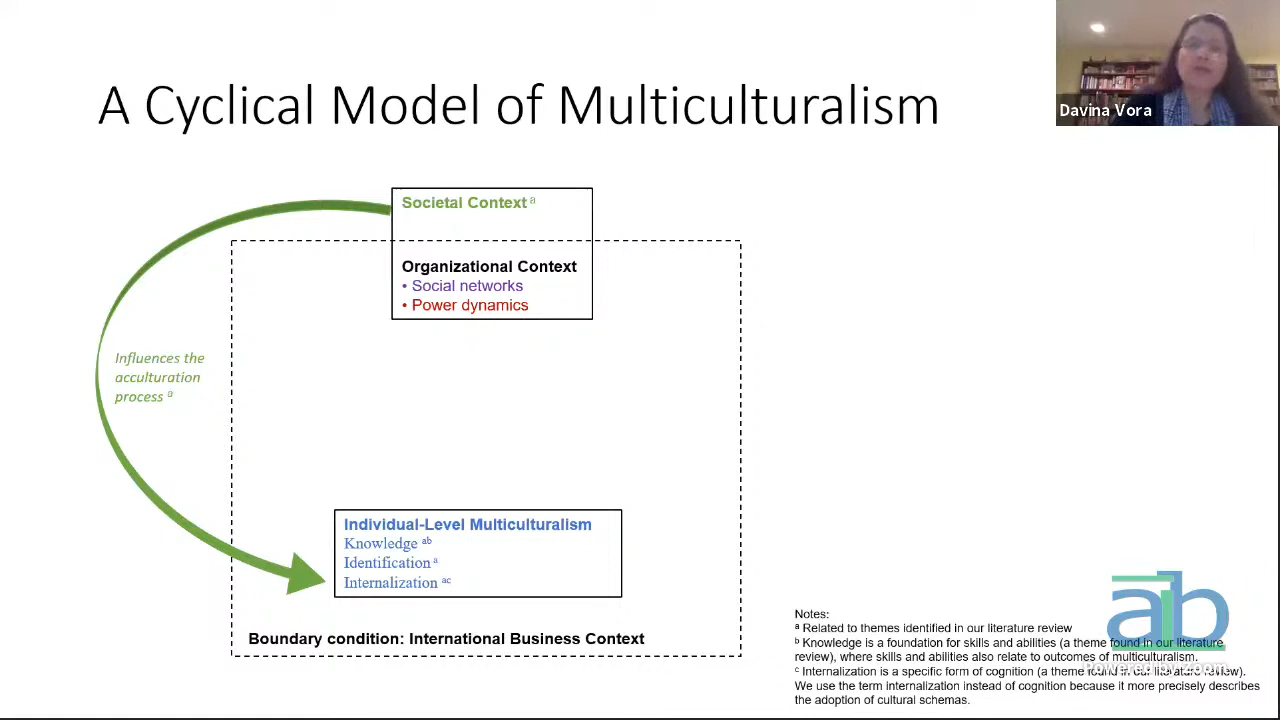 A Cyclical Model of Multiculturalism
Davina Vora
Societal Context a
Organizational Context
• Social networks
• Power dynamics
Influences the
acculturation
process a
Individual-Level Multiculturalism
Knowledge ab
Identification a
Internalization ac
Boundary condition: International Business Context
Notes:
a Related to themes identified in our literature review
b Knowledge is a foundation for skills and abilities (a theme found in our literature
review), where skills and abilities also relate to outcomes of multiculturalism.
c Internalization is a specific form of cognition (a theme found in our literature review).
We use the term internalization instead of cognition because it more precisely describes
the adoption of cultural schemas.
aib
Powered by Zoom